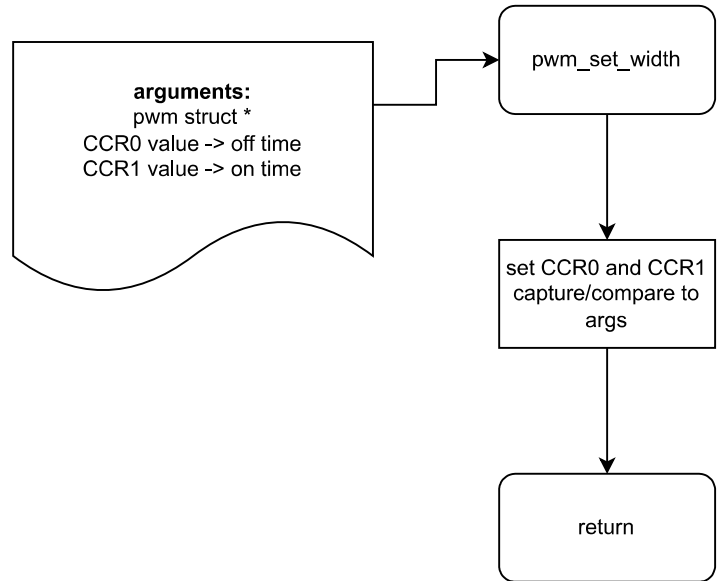 arguments:
pwm struct *
CCR0 value -> off time
CCR1 value -> on time
pwm_set_width
set CCR0 and CCR1
capture/compare to
args
return